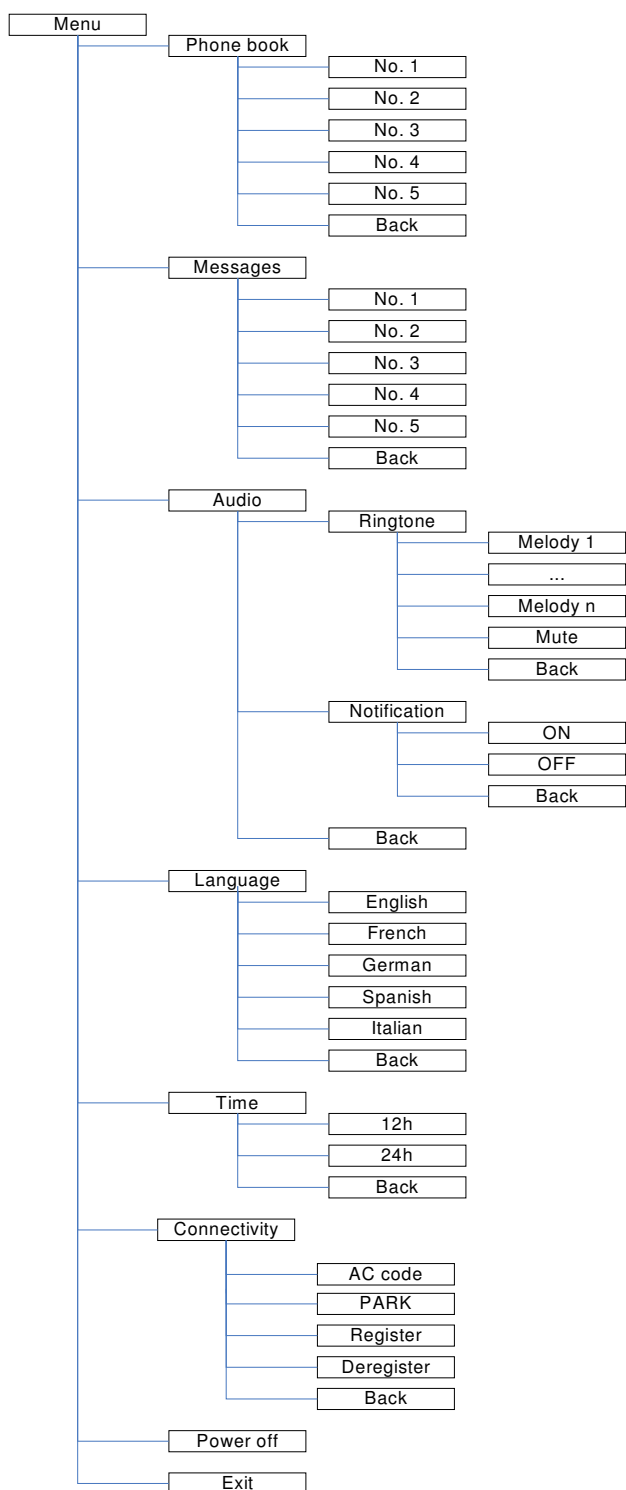 Menu
Phone book
No. 1
No. 2
No. 3
No. 4
No. 5
Back
Messages
No. 1
No. 2
No. 3
No. 4
No. 5
Back
Audio
Ringtone
Melody 1
...
Melody n
Mute
Back
Notification
ON
OFF
Back
Back
Language
English
French
German
Spanish
Italian
Back
Time
12h
24h
Back
Connectivity
AC code
PARK
Register
Deregister
Back
Power off
Exit